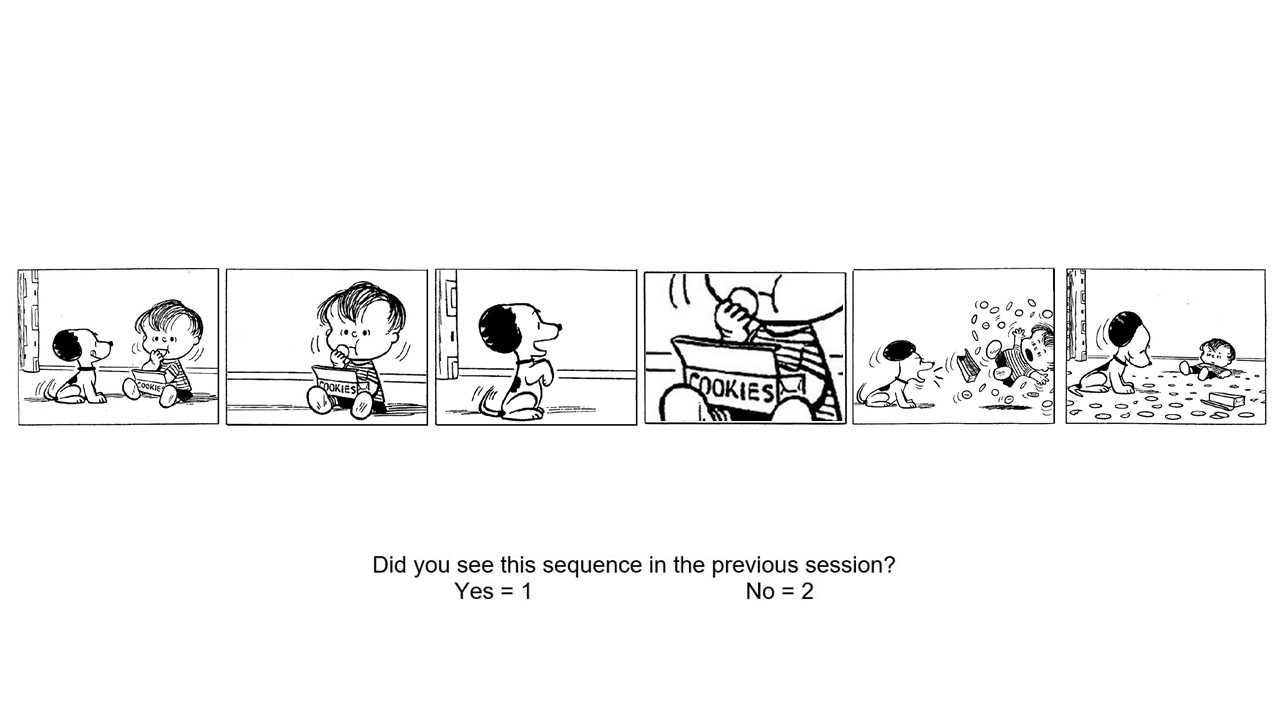 COOKIES
COOKIES
COOKIES
Did you see this sequence in the previous session?
Yes = 1 No = 2